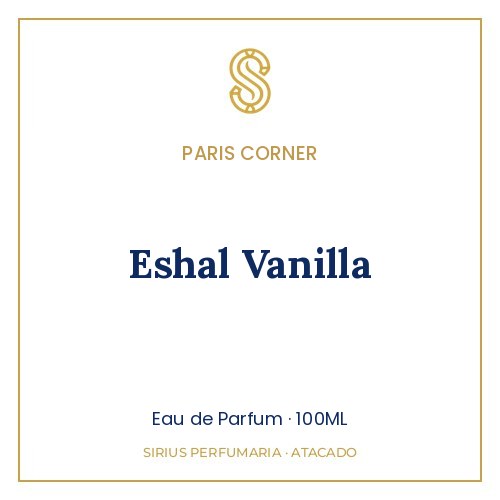 PARIS CORNER
Eshal Vanilla
Eau de Parfum · 100ML
SIRIUS PERFUMARIA · ATACADO